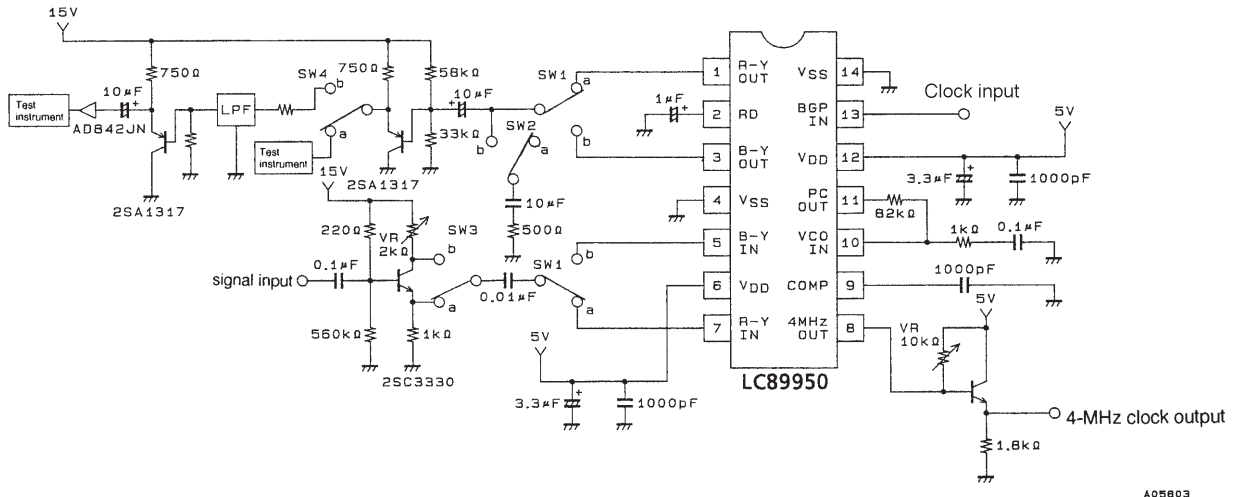 15V
750Ω
10μF
+
SW4
b
750Ω
58kΩ
10μF
+
SW1
a
b
Test instrument
AD842JN
LPF
a
Test instrument
33kΩ
b
SW2
a
2SA1317
2SA1317
15V
220Ω
VR
2kΩ
SW3
b
a
10μF
500Ω
signal input
0.1μF
0.01μF
SW1
b
a
560kΩ
1kΩ
2SC3330
5V
3.3μF
+
1000pF
1μF
+
1 R-Y OUT
2 RD
3 B-Y OUT
4 VSS
5 B-Y IN
6 VDD
7 R-Y IN
VSS 14
BGP IN 13
VDD 12
PC OUT 11
VCO IN 10
COMP 9
4MHz OUT 8
LC89950
Clock input
5V
3.3μF
+
1000pF
82kΩ
1kΩ
0.1μF
1000pF
5V
VR
10kΩ
4-MHz clock output
1.8kΩ
A05803